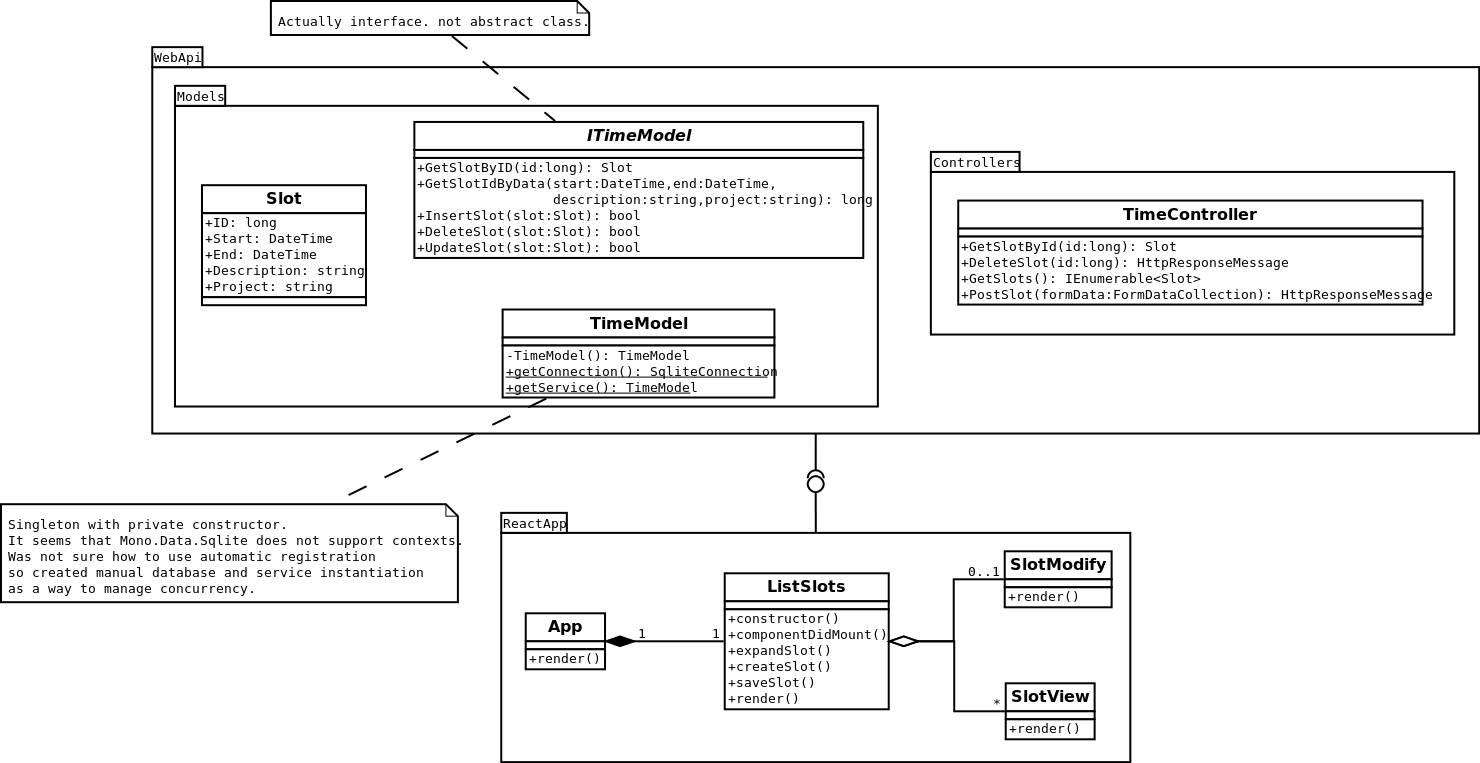 Actually interface. not abstract class.
WebApi
Models
ITimeModel
+GetSlotByID(id:long): Slot
+GetSlotIdByData(start:DateTime,end:DateTime,
description:string,project:string): long
+InsertSlot(slot:Slot): bool
+DeleteSlot(slot:Slot): bool
+UpdateSlot(slot:Slot): bool
Slot
+ID: long
+Start: DateTime
+End: DateTime
+Description: string
+Project: string
TimeModel
-TimeModel(): TimeModel
+getConnection(): SqliteConnection
+getService(): TimeModel
Controllers
TimeController
+GetSlotById(id:long): Slot
+DeleteSlot(id:long): HttpResponseMessage
+GetSlots(): IEnumerable<Slot>
+PostSlot(formData:FormDataCollection): HttpResponseMessage
Singleton with private constructor.
It seems that Mono.Data.Sqlite does not support contexts.
Was not sure how to use automatic registration
so created manual database and service instantiation
as a way to manage concurrency.
ReactApp
App
+render()
1
1
ListSlots
+constructor()
+componentDidMount()
+expandSlot()
+createSlot()
+saveSlot()
+render()
0..1
SlotModify
+render()
*
SlotView
+render()